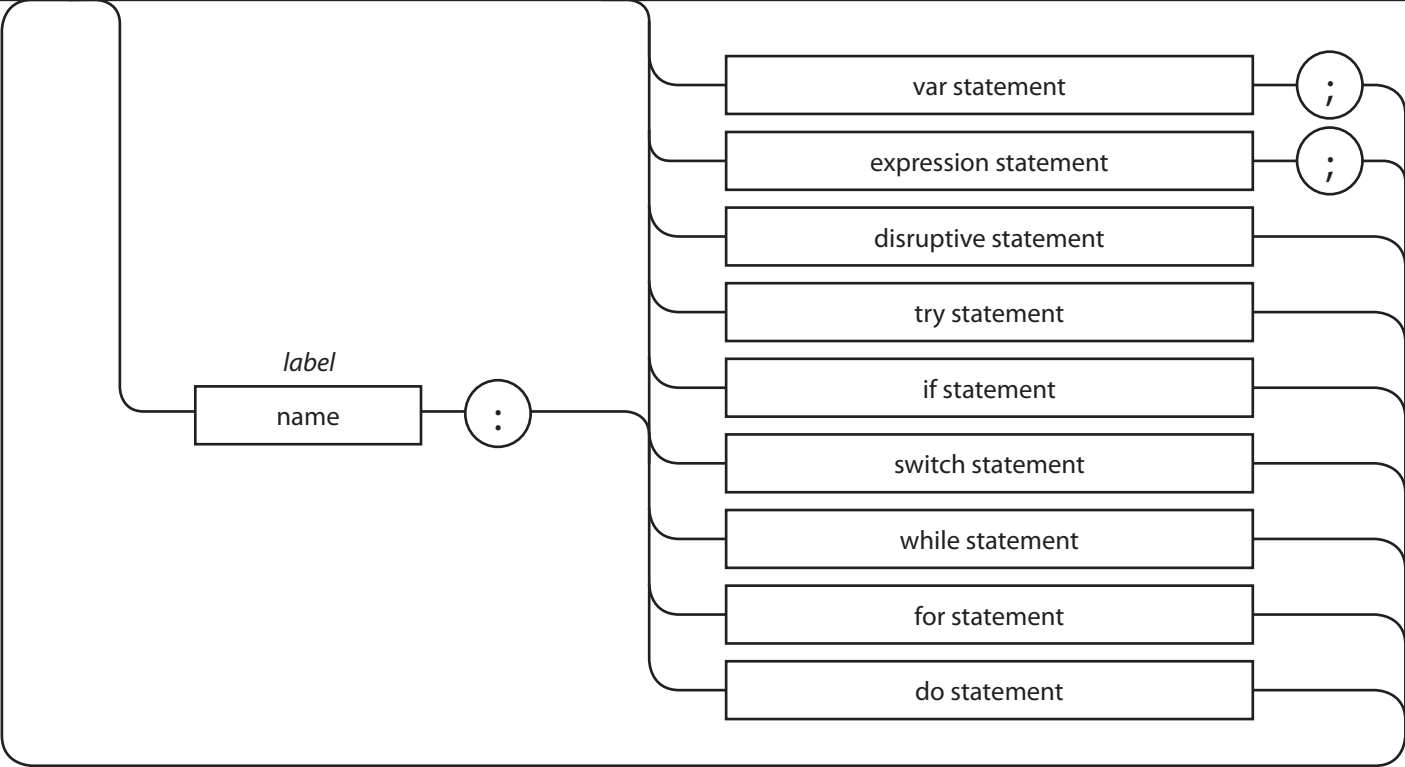 var statement ;
expression statement ;
disruptive statement
try statement
label
name :
if statement
switch statement
while statement
for statement
do statement